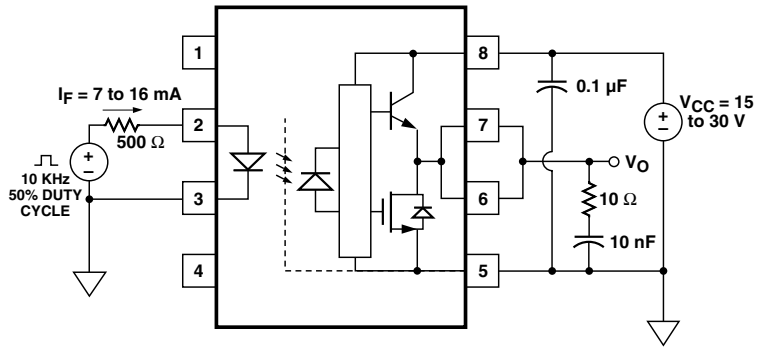 1
8
I_F = 7 to 16 mA
0.1 µF
V_CC = 15
to 30 V
+
–
2
7
500 Ω
+
–
V_O
10 KHz
50% DUTY
CYCLE
3
6
10 Ω
10 nF
4
5